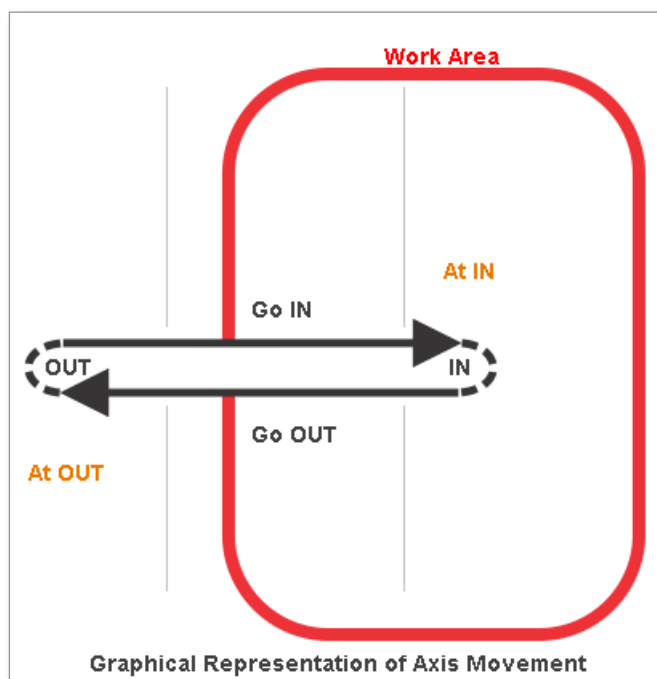 Work Area
At IN
Go IN
OUT
IN
Go OUT
At OUT
Graphical Representation of Axis Movement